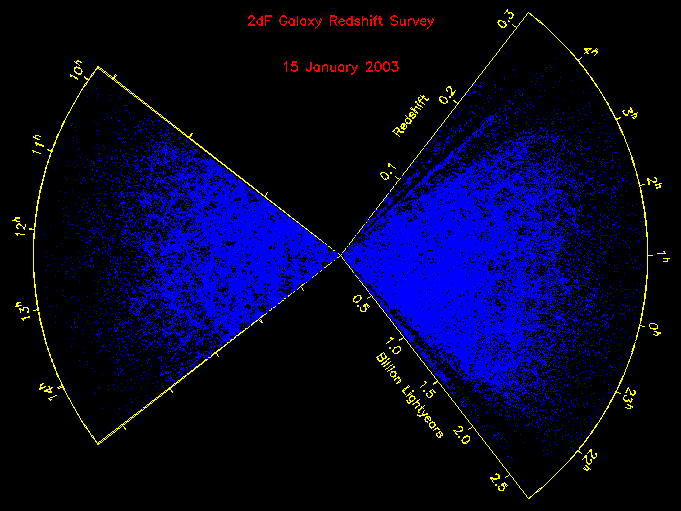 2dF Galaxy Redshift Survey
15 January 2003
10h
11h
12h
13h
14h
Redshift
0.1
0.2
0.3
4h
3h
2h
1h
0h
23h
22h
0.5
1.0
1.5
2.0
2.5
Billion Lightyears